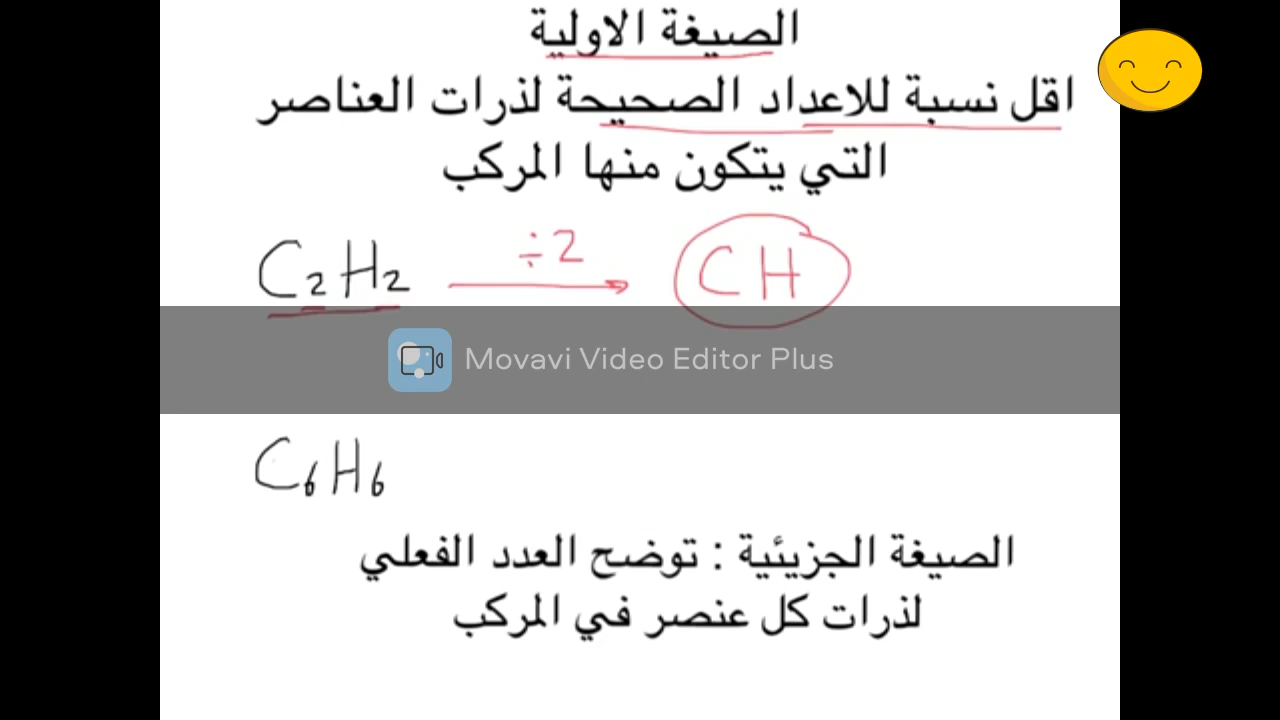 الصيغة الاولية
اقل نسبة للاعداد الصحيحة لذرات العناصر
التي يتكون منها المركب
C₂H₂ ÷2 → CH
Movavi Video Editor Plus
C₆H₆
الصيغة الجزيئية : توضح العدد الفعلي
لذرات كل عنصر في المركب